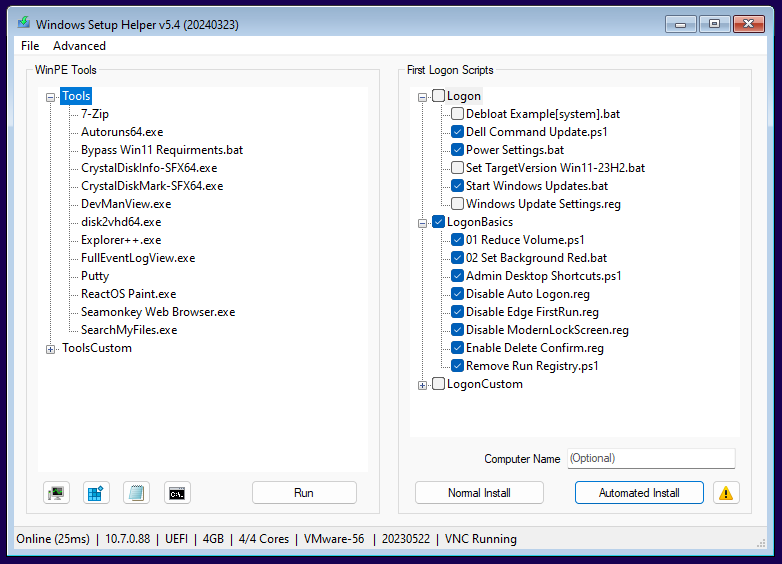 Windows Setup Helper v5.4 (20240323)
File Advanced
WinPE Tools
Tools
7-Zip
Autoruns64.exe
Bypass Win11 Requirments.bat
CrystalDiskInfo-SFX64.exe
CrystalDiskMark-SFX64.exe
DevManView.exe
disk2vhd64.exe
Explorer++.exe
FullEventLogView.exe
Putty
ReactOS Paint.exe
Seamonkey Web Browser.exe
SearchMyFiles.exe
ToolsCustom
C:\.
Run
First Logon Scripts
Logon
Debloat Example[system].bat
Dell Command Update.ps1
Power Settings.bat
Set TargetVersion Win11-23H2.bat
Start Windows Updates.bat
Windows Update Settings.reg
LogonBasics
01 Reduce Volume.ps1
02 Set Background Red.bat
Admin Desktop Shortcuts.ps1
Disable Auto Logon.reg
Disable Edge FirstRun.reg
Disable ModernLockScreen.reg
Enable Delete Confirm.reg
Remove Run Registry.ps1
LogonCustom
Computer Name (Optional)
Normal Install Automated Install
Online (25ms) | 10.7.0.88 | UEFI | 4GB | 4/4 Cores | VMware-56 | 20230522 | VNC Running